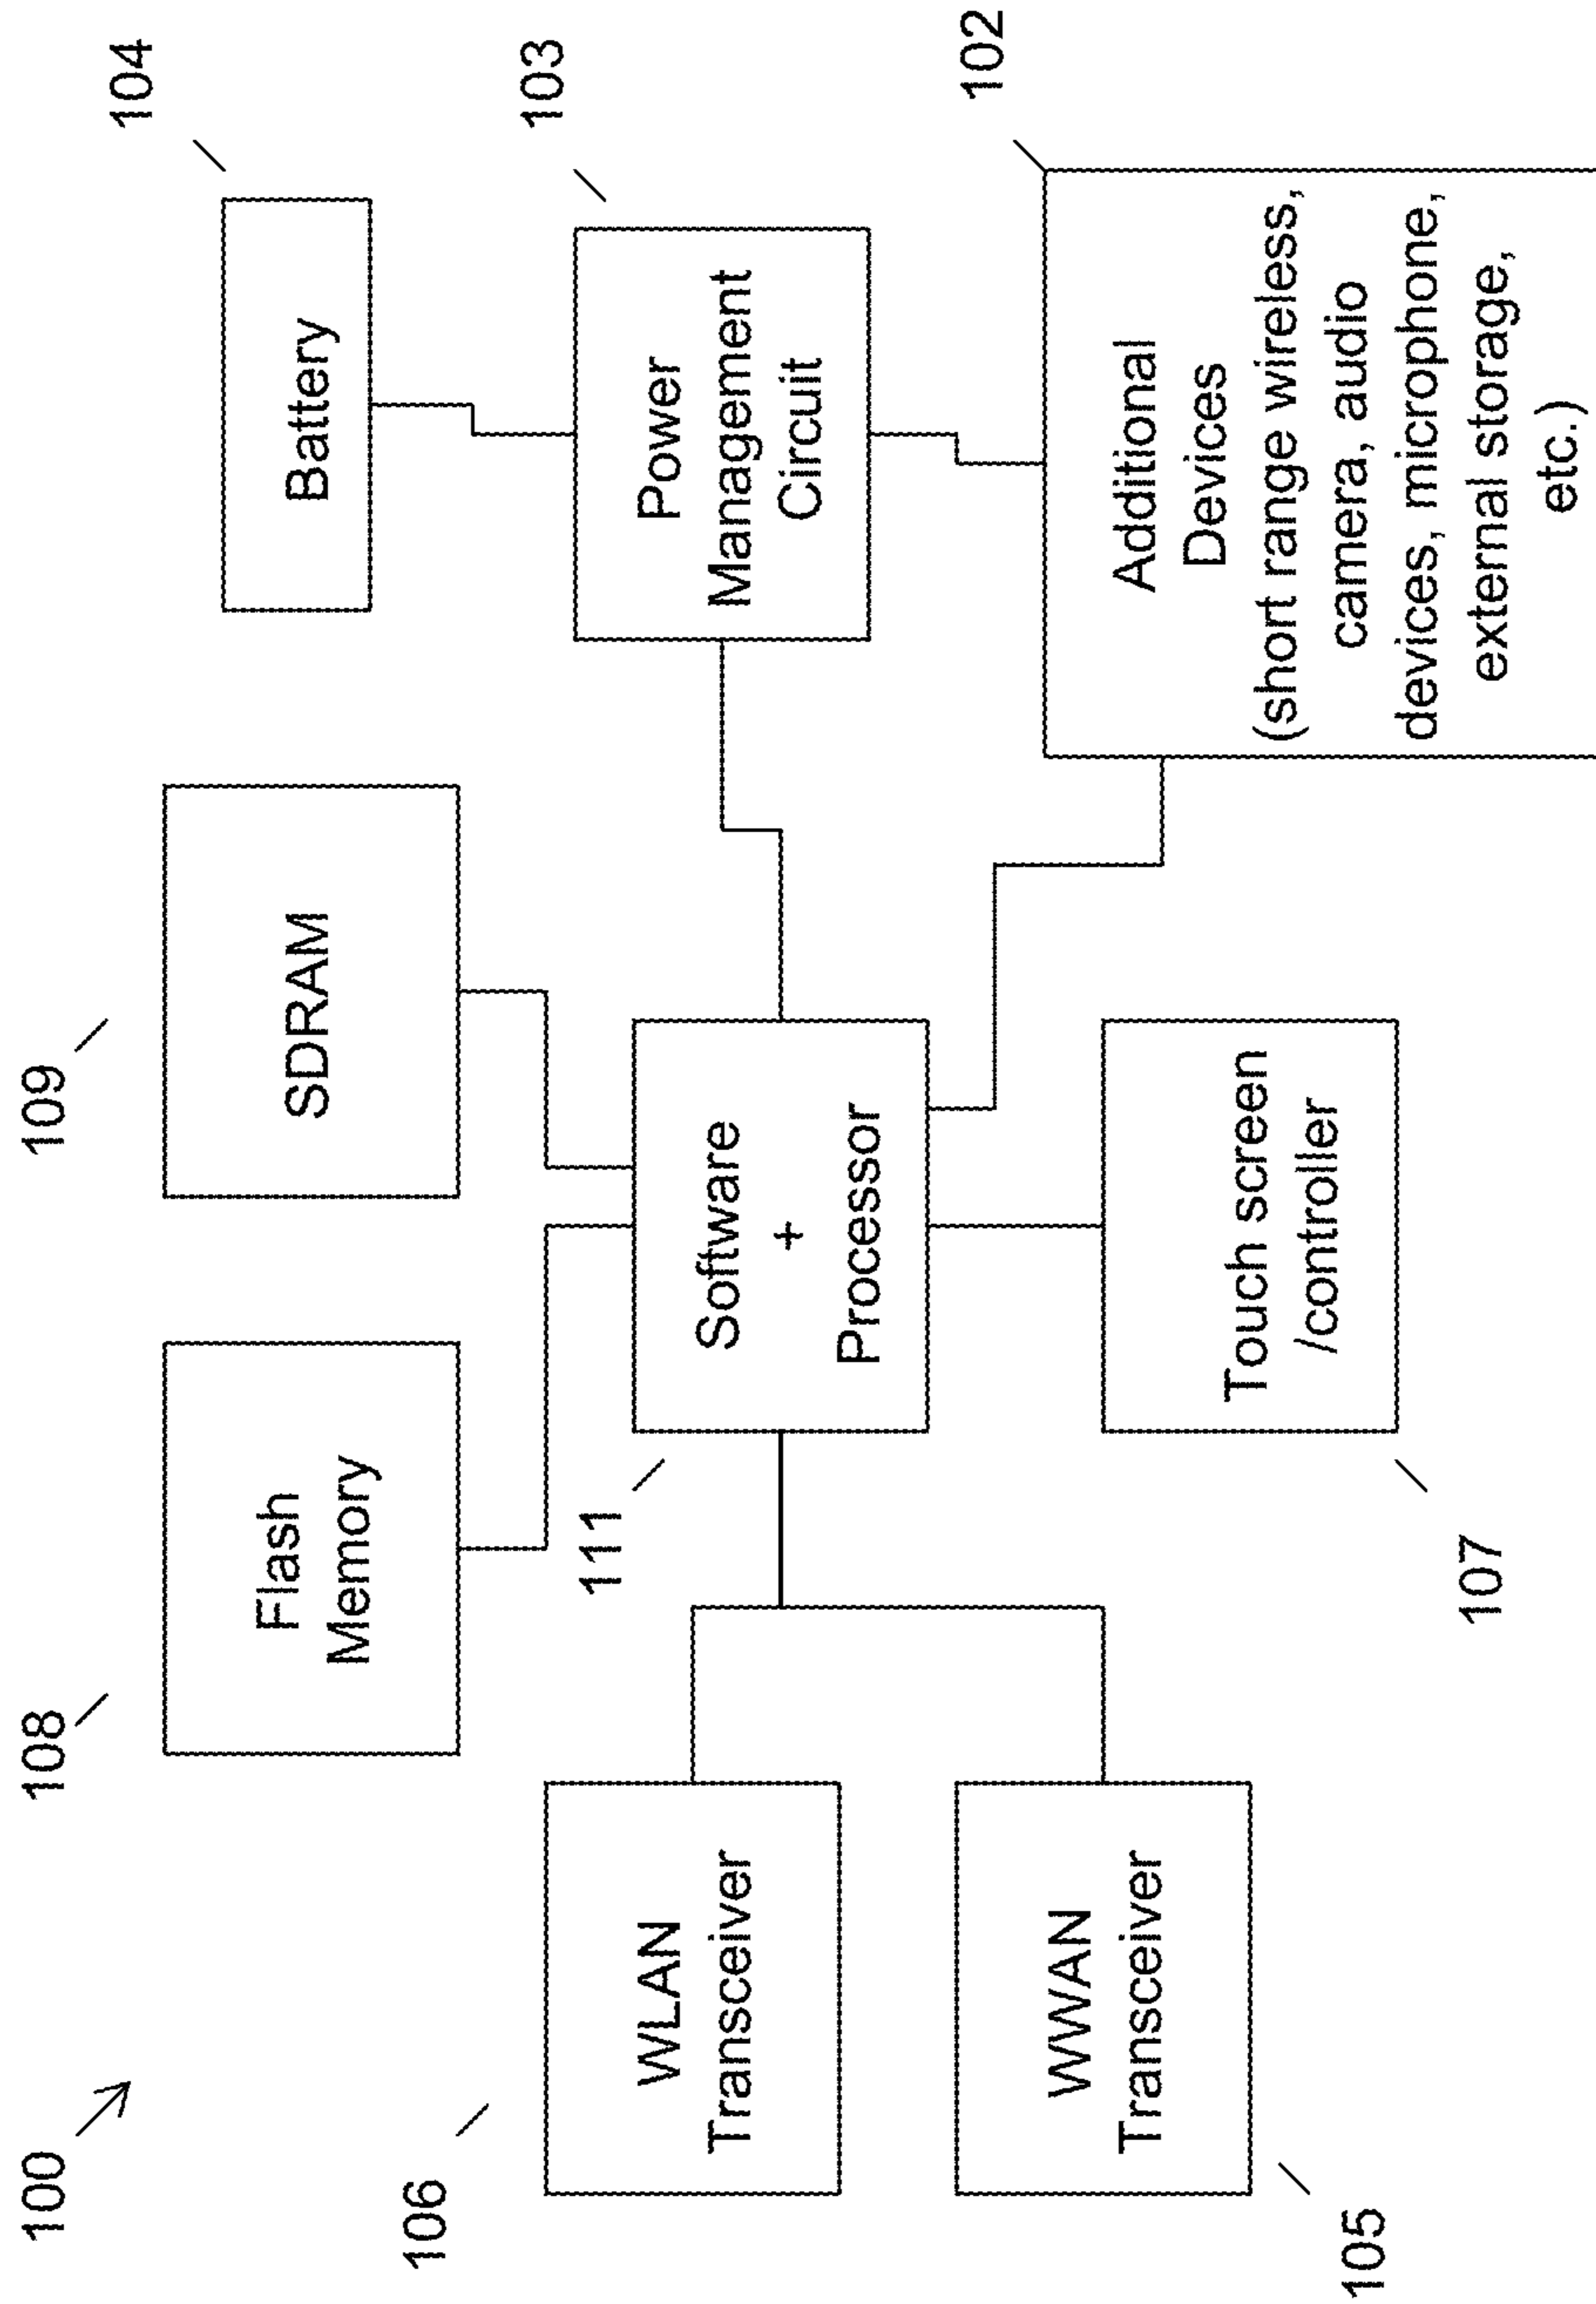 100
108
Flash
Memory
109
SDRAM
104
Battery
106
WLAN
Transceiver
111
Software
+
Processor
103
Power
Management
Circuit
105
WWAN
Transceiver
107
Touch screen
/controller
102
Additional
Devices
(short range wireless,
camera, audio
devices, microphone,
external storage,
etc.)